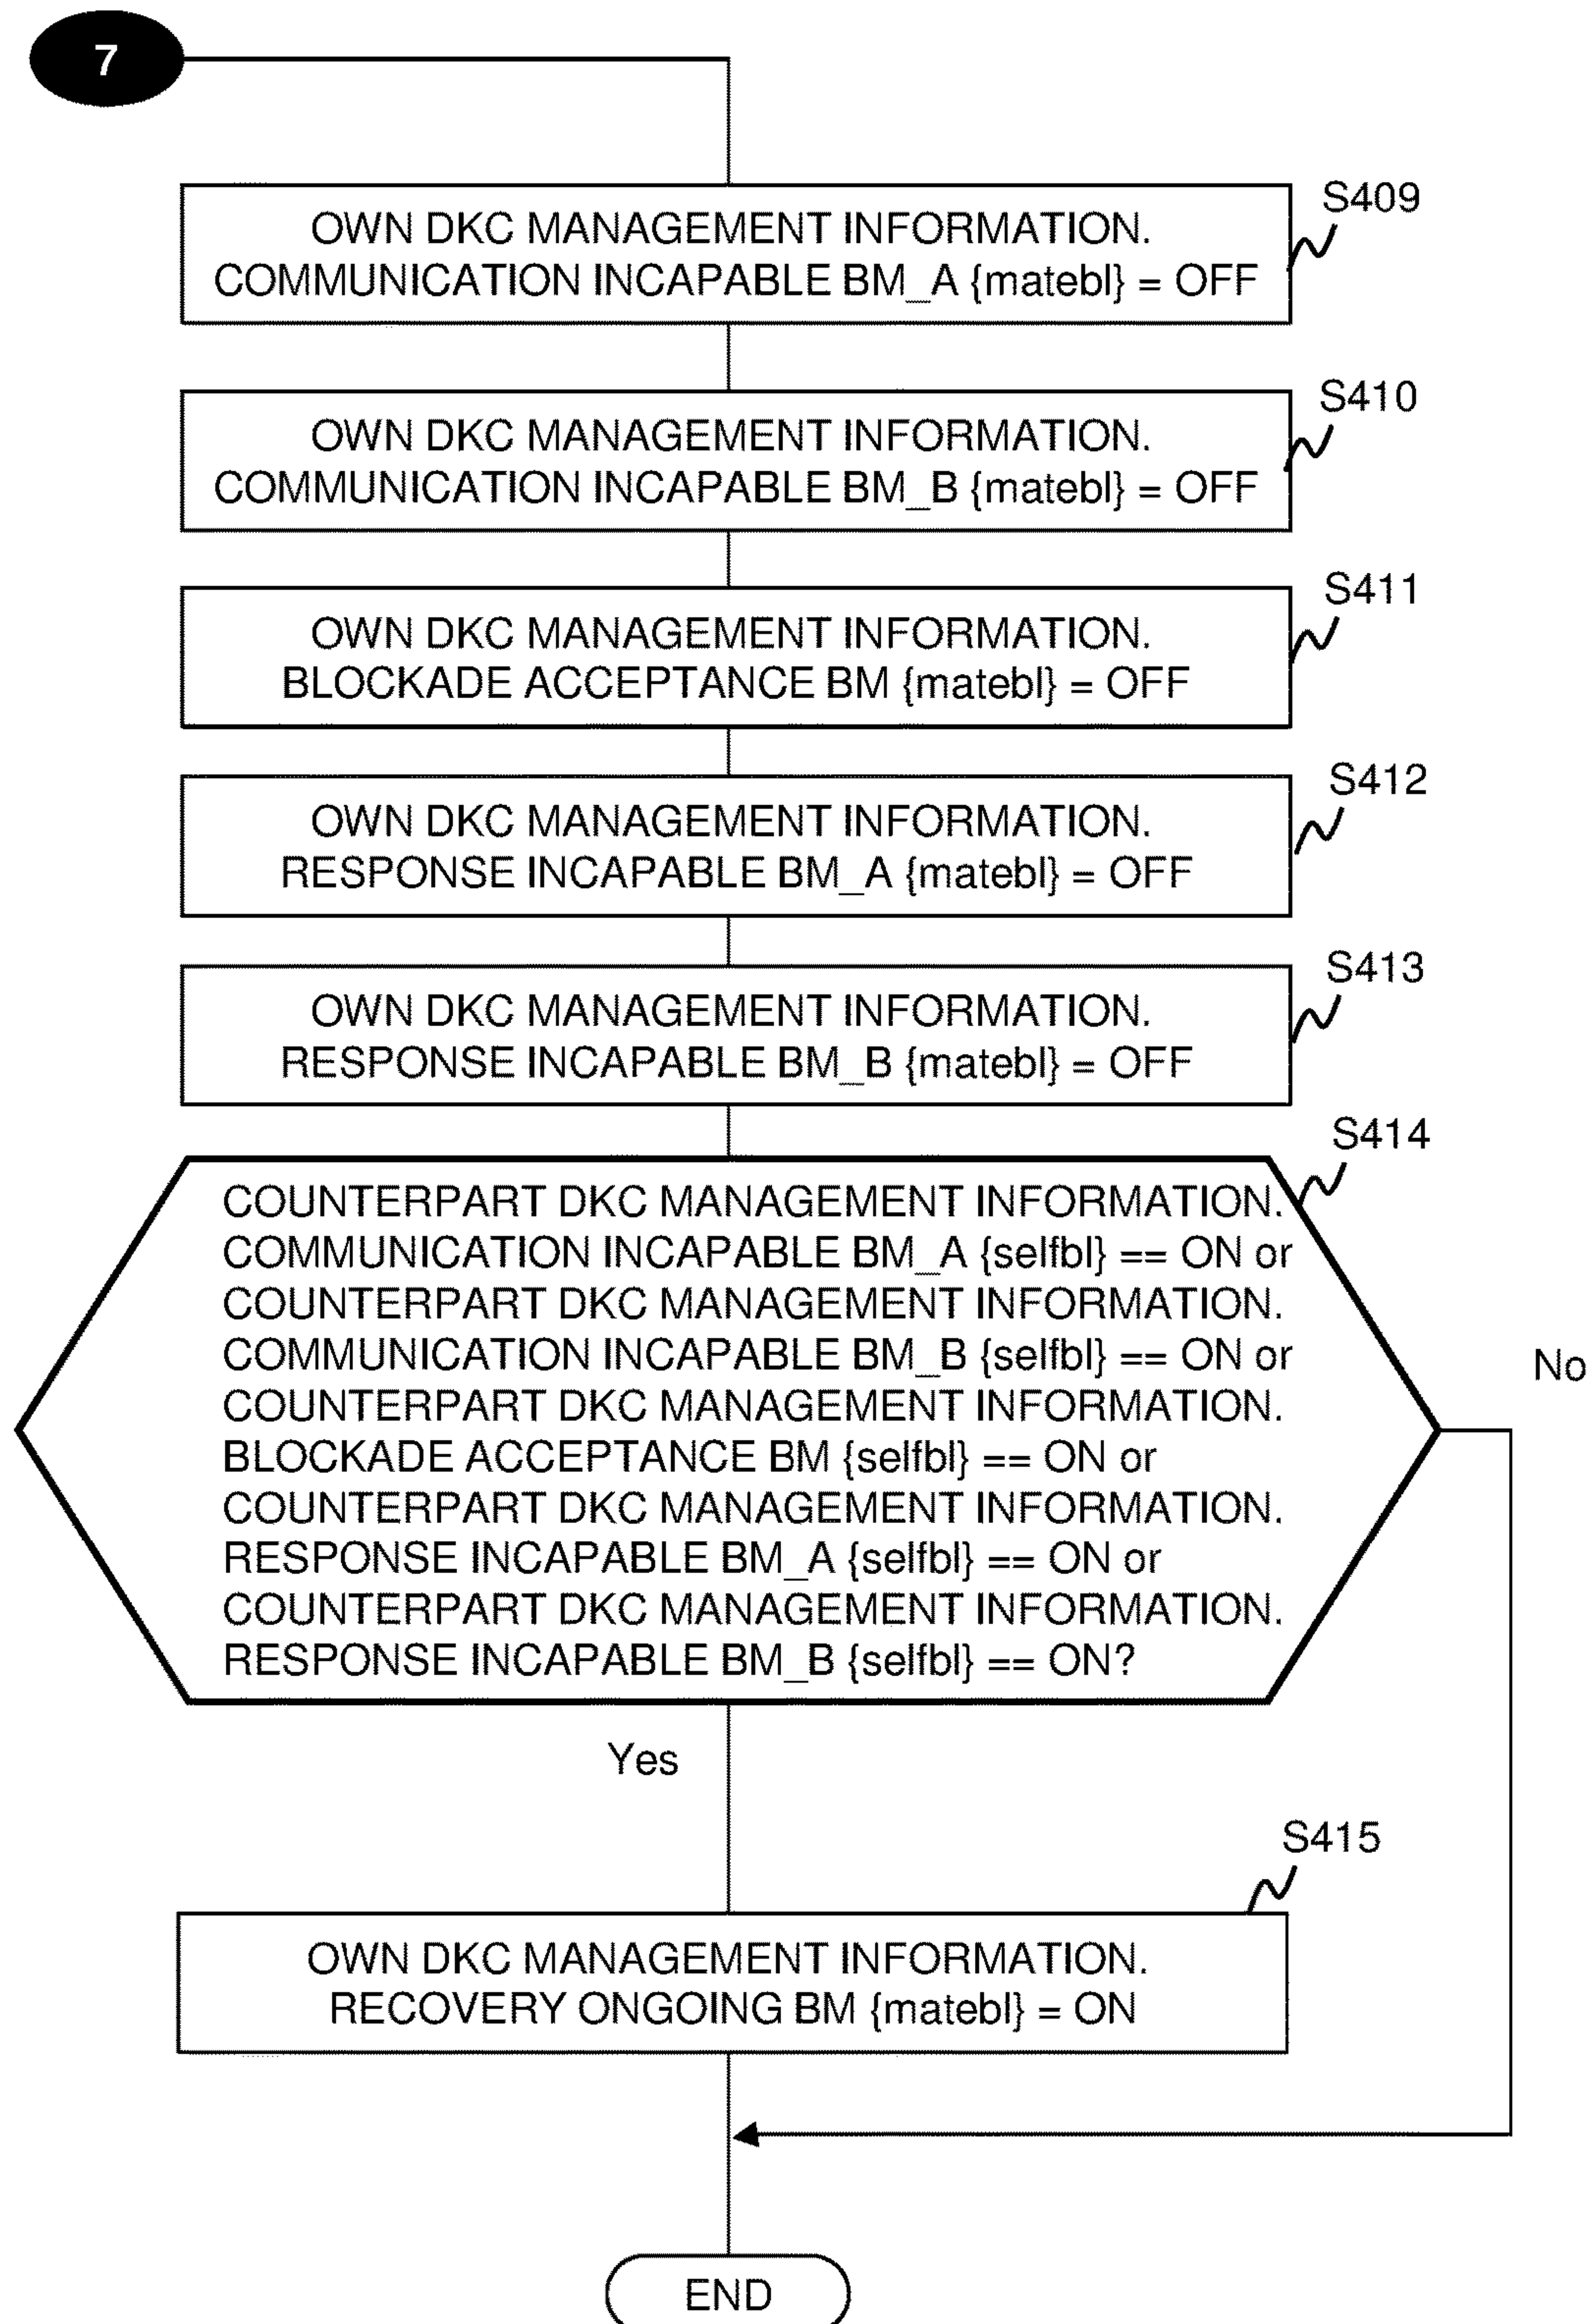 7
S409
OWN DKC MANAGEMENT INFORMATION.
COMMUNICATION INCAPABLE BM_A {matebl} = OFF
S410
OWN DKC MANAGEMENT INFORMATION.
COMMUNICATION INCAPABLE BM_B {matebl} = OFF
S411
OWN DKC MANAGEMENT INFORMATION.
BLOCKADE ACCEPTANCE BM {matebl} = OFF
S412
OWN DKC MANAGEMENT INFORMATION.
RESPONSE INCAPABLE BM_A {matebl} = OFF
S413
OWN DKC MANAGEMENT INFORMATION.
RESPONSE INCAPABLE BM_B {matebl} = OFF
S414
COUNTERPART DKC MANAGEMENT INFORMATION.
COMMUNICATION INCAPABLE BM_A {selfbl} == ON or
COUNTERPART DKC MANAGEMENT INFORMATION.
COMMUNICATION INCAPABLE BM_B {selfbl} == ON or
COUNTERPART DKC MANAGEMENT INFORMATION.
BLOCKADE ACCEPTANCE BM {selfbl} == ON or
COUNTERPART DKC MANAGEMENT INFORMATION.
RESPONSE INCAPABLE BM_A {selfbl} == ON or
COUNTERPART DKC MANAGEMENT INFORMATION.
RESPONSE INCAPABLE BM_B {selfbl} == ON?
No
Yes
S415
OWN DKC MANAGEMENT INFORMATION.
RECOVERY ONGOING BM {matebl} = ON
END